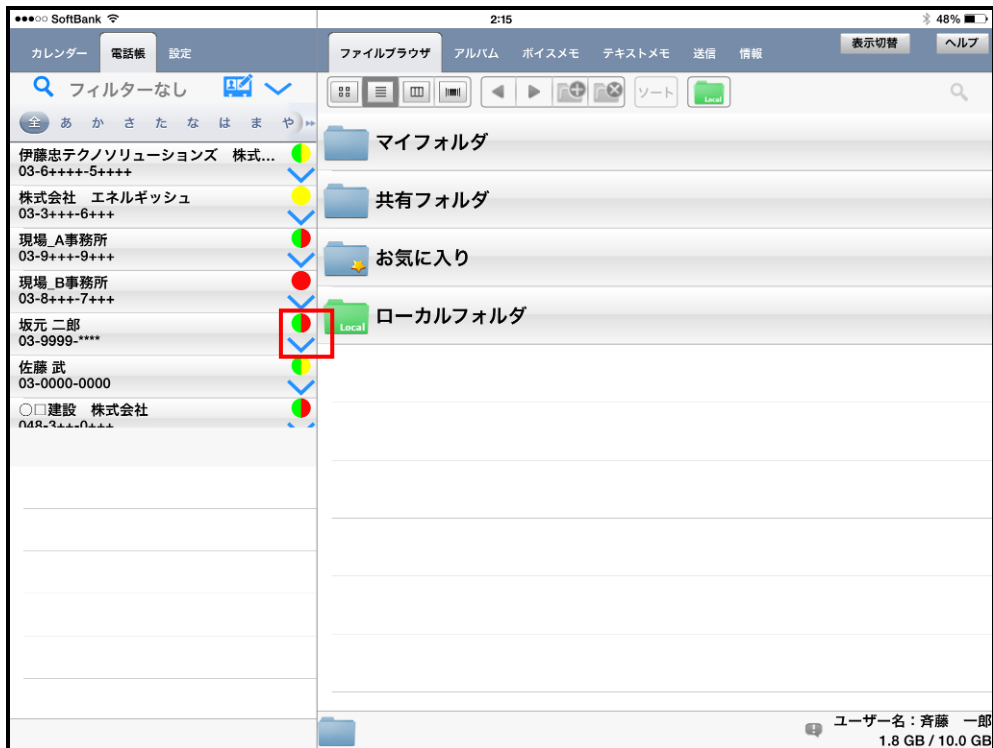 ●●●○○ SoftBank
2:15
48%
カレンダー
電話帳
設定
ファイルブラウザ
アルバム
ボイスメモ
テキストメモ
送信
情報
表示切替
ヘルプ
フィルターなし
ソート
Local
全 あ か さ た な は ま や
伊藤忠テクノソリューションズ　株式...
03-6++++-5++++
株式会社　エネルギッシュ
03-3+++-6+++
現場_A事務所
03-9+++-9+++
現場_B事務所
03-8+++-7+++
坂元 二郎
03-9999-****
佐藤 武
03-0000-0000
〇□建設　株式会社
048-3+++-0+++
マイフォルダ
共有フォルダ
お気に入り
Local
ローカルフォルダ
ユーザー名：斉藤　一郎
1.8 GB / 10.0 GB